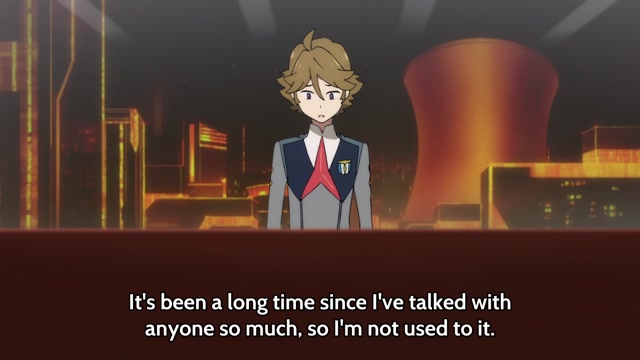 It's been a long time since I've talked with
anyone so much, so I'm not used to it.